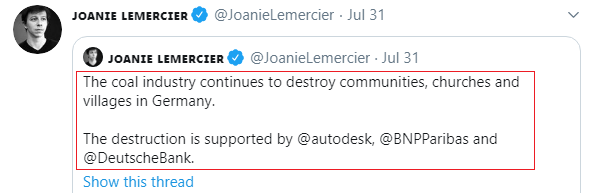 JOANIE LEMERCIER @JoanieLemercier · Jul 31
JOANIE LEMERCIER @JoanieLemercier · Jul 31
The coal industry continues to destroy communities, churches and
villages in Germany.
The destruction is supported by @autodesk, @BNPParibas and
@DeutscheBank.
Show this thread